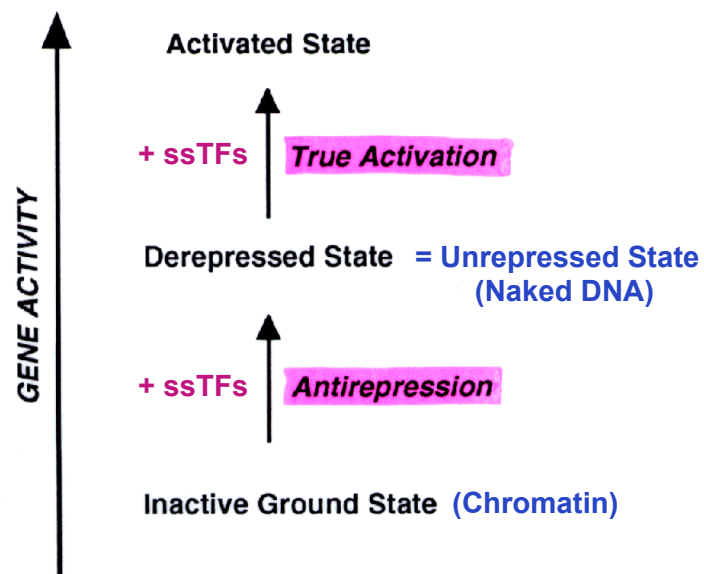 Activated State
+ ssTFs True Activation
GENE ACTIVITY
Derepressed State = Unrepressed State
(Naked DNA)
+ ssTFs Antirepression
Inactive Ground State (Chromatin)